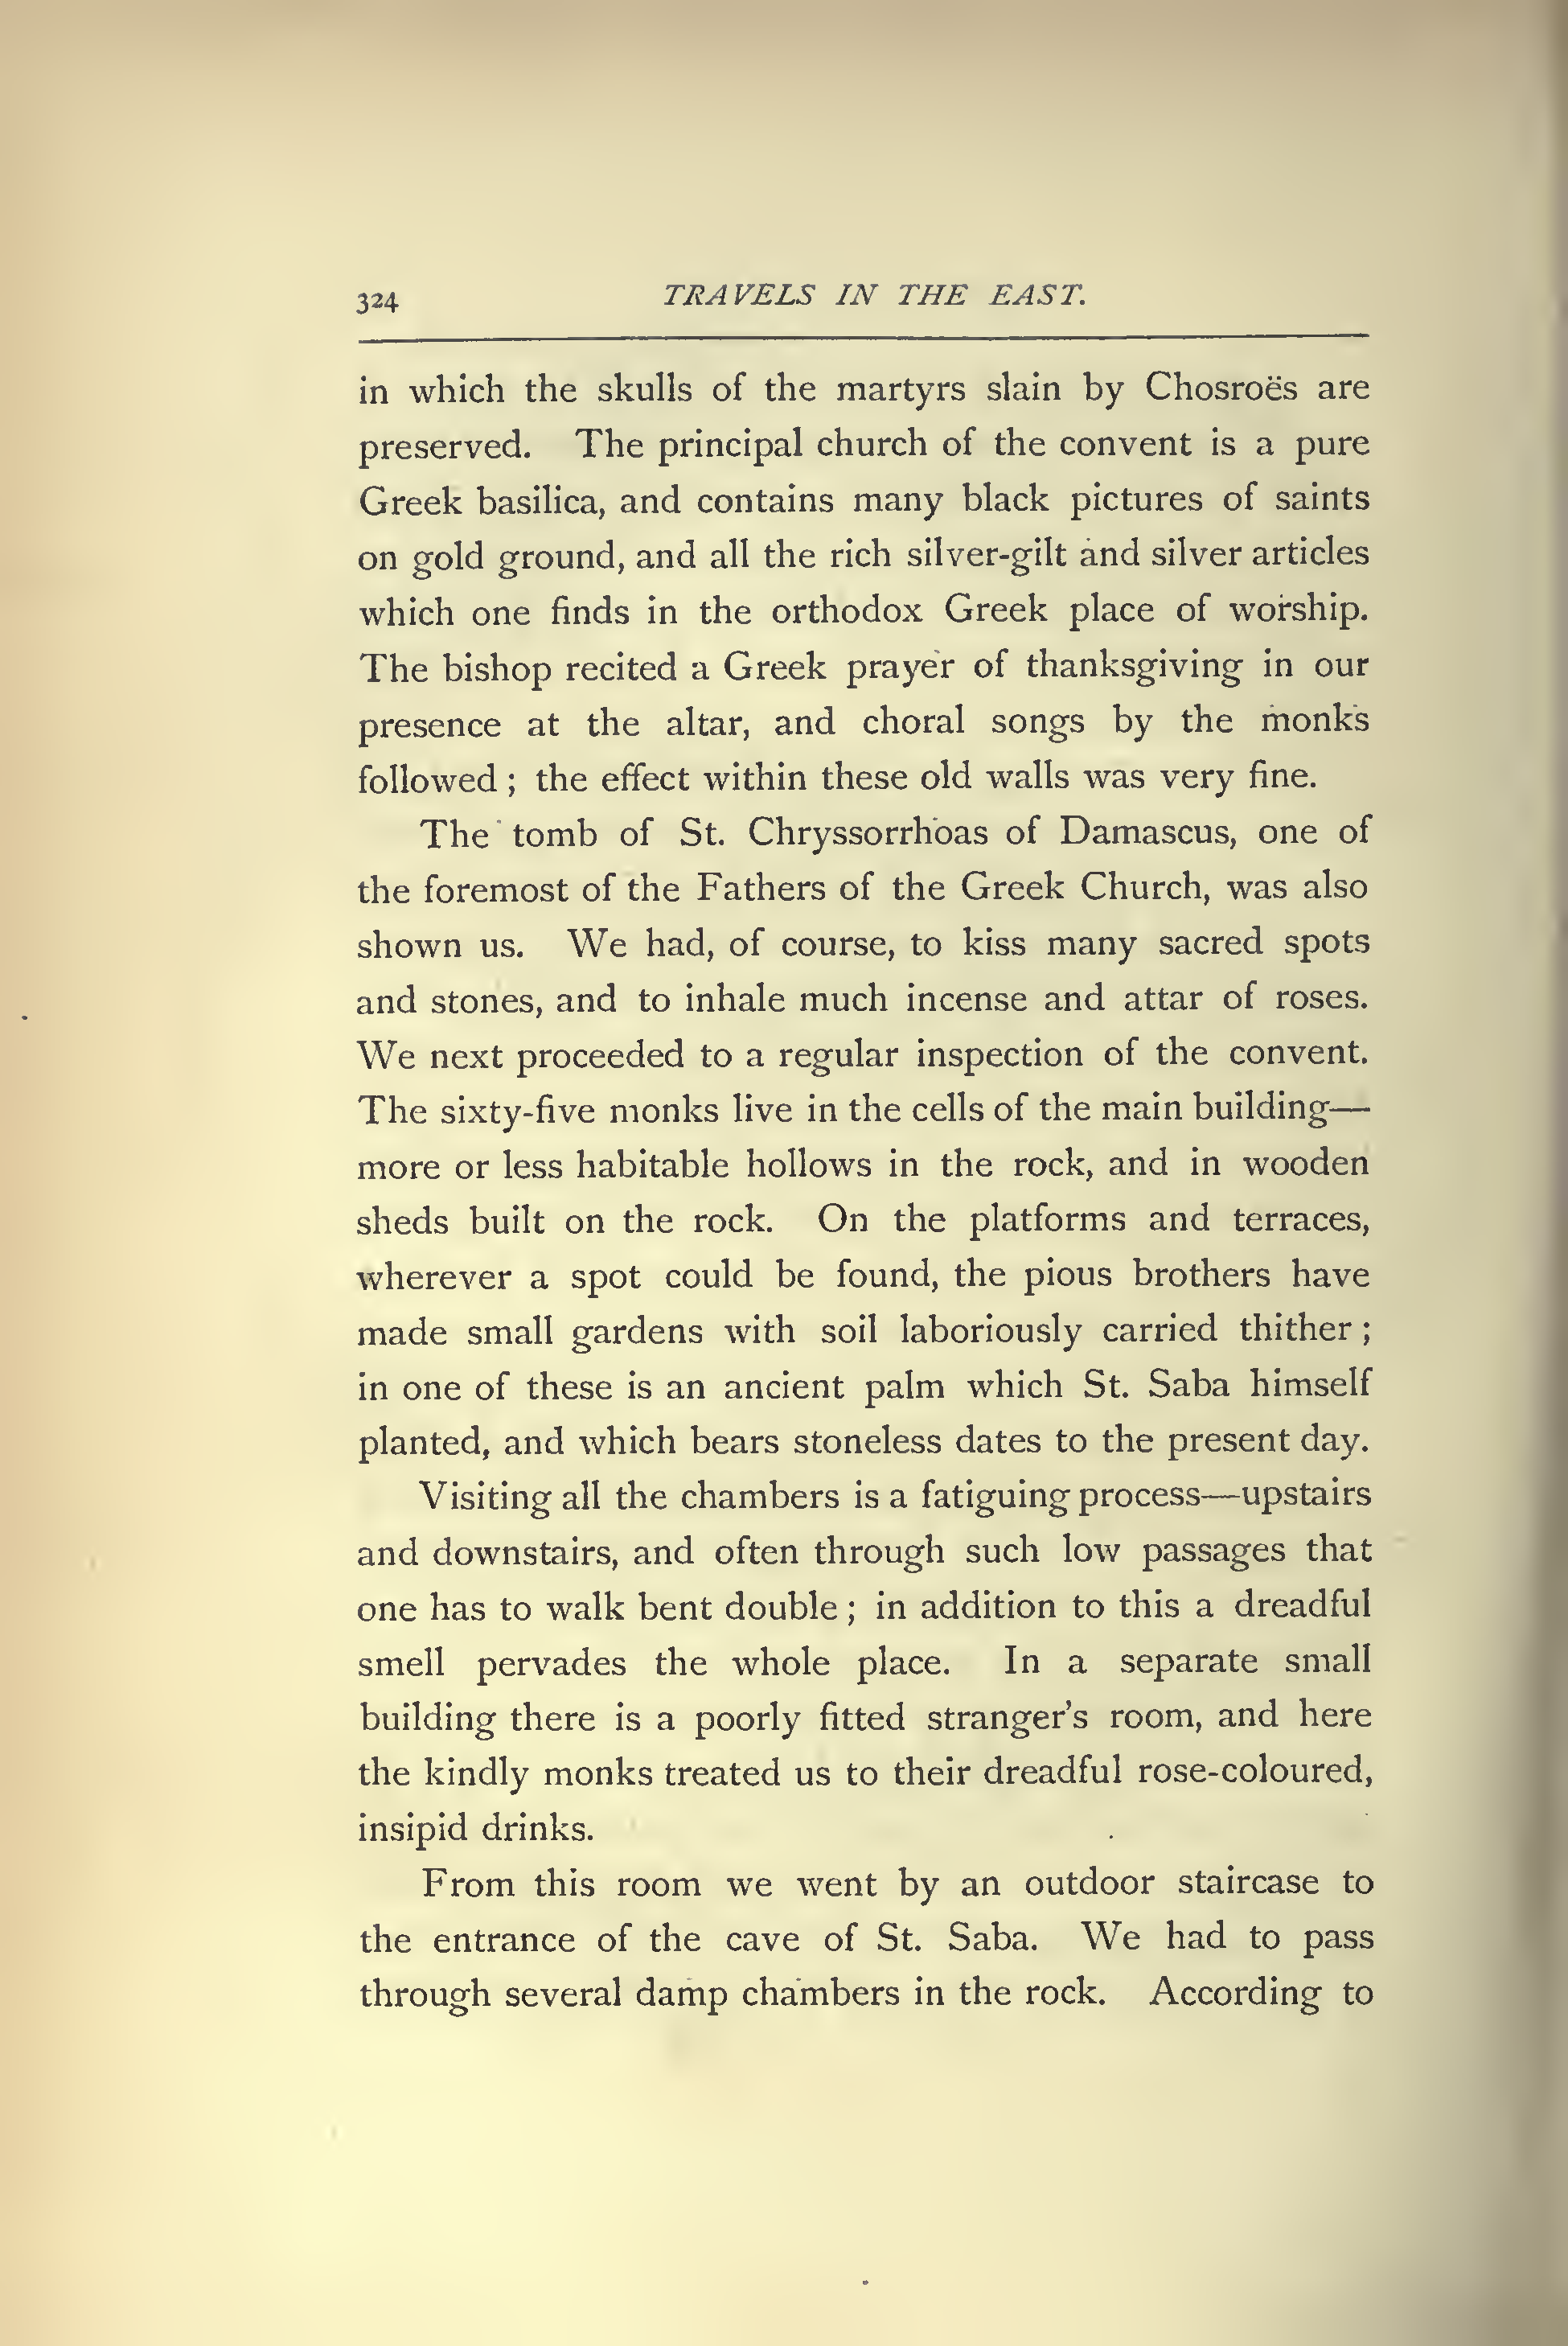 324 TRAVELS IN THE EAST.
in which the skulls of the martyrs slain by Chosroës are
preserved. The principal church of the convent is a pure
Greek basilica, and contains many black pictures of saints
on gold ground, and all the rich silver-gilt and silver articles
which one finds in the orthodox Greek place of worship.
The bishop recited a Greek prayer of thanksgiving in our
presence at the altar, and choral songs by the monks
followed ; the effect within these old walls was very fine.
The tomb of St. Chryssorrhoas of Damascus, one of
the foremost of the Fathers of the Greek Church, was also
shown us. We had, of course, to kiss many sacred spots
and stones, and to inhale much incense and attar of roses.
We next proceeded to a regular inspection of the convent.
The sixty-five monks live in the cells of the main building—
more or less habitable hollows in the rock, and in wooden
sheds built on the rock. On the platforms and terraces,
wherever a spot could be found, the pious brothers have
made small gardens with soil laboriously carried thither ;
in one of these is an ancient palm which St. Saba himself
planted, and which bears stoneless dates to the present day.
Visiting all the chambers is a fatiguing process—upstairs
and downstairs, and often through such low passages that
one has to walk bent double ; in addition to this a dreadful
smell pervades the whole place. In a separate small
building there is a poorly fitted stranger's room, and here
the kindly monks treated us to their dreadful rose-coloured,
insipid drinks.
From this room we went by an outdoor staircase to
the entrance of the cave of St. Saba. We had to pass
through several damp chambers in the rock. According to